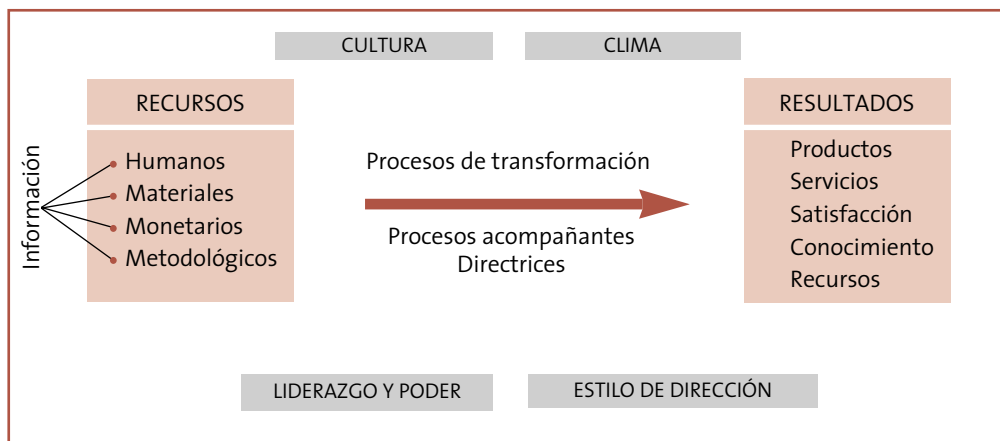 CULTURA
CLIMA
RECURSOS
RESULTADOS
Información
Humanos
Materiales
Monetarios
Metodológicos
Procesos de transformación
Procesos acompañantes
Directrices
Productos
Servicios
Satisfacción
Conocimiento
Recursos
LIDERAZGO Y PODER
ESTILO DE DIRECCIÓN